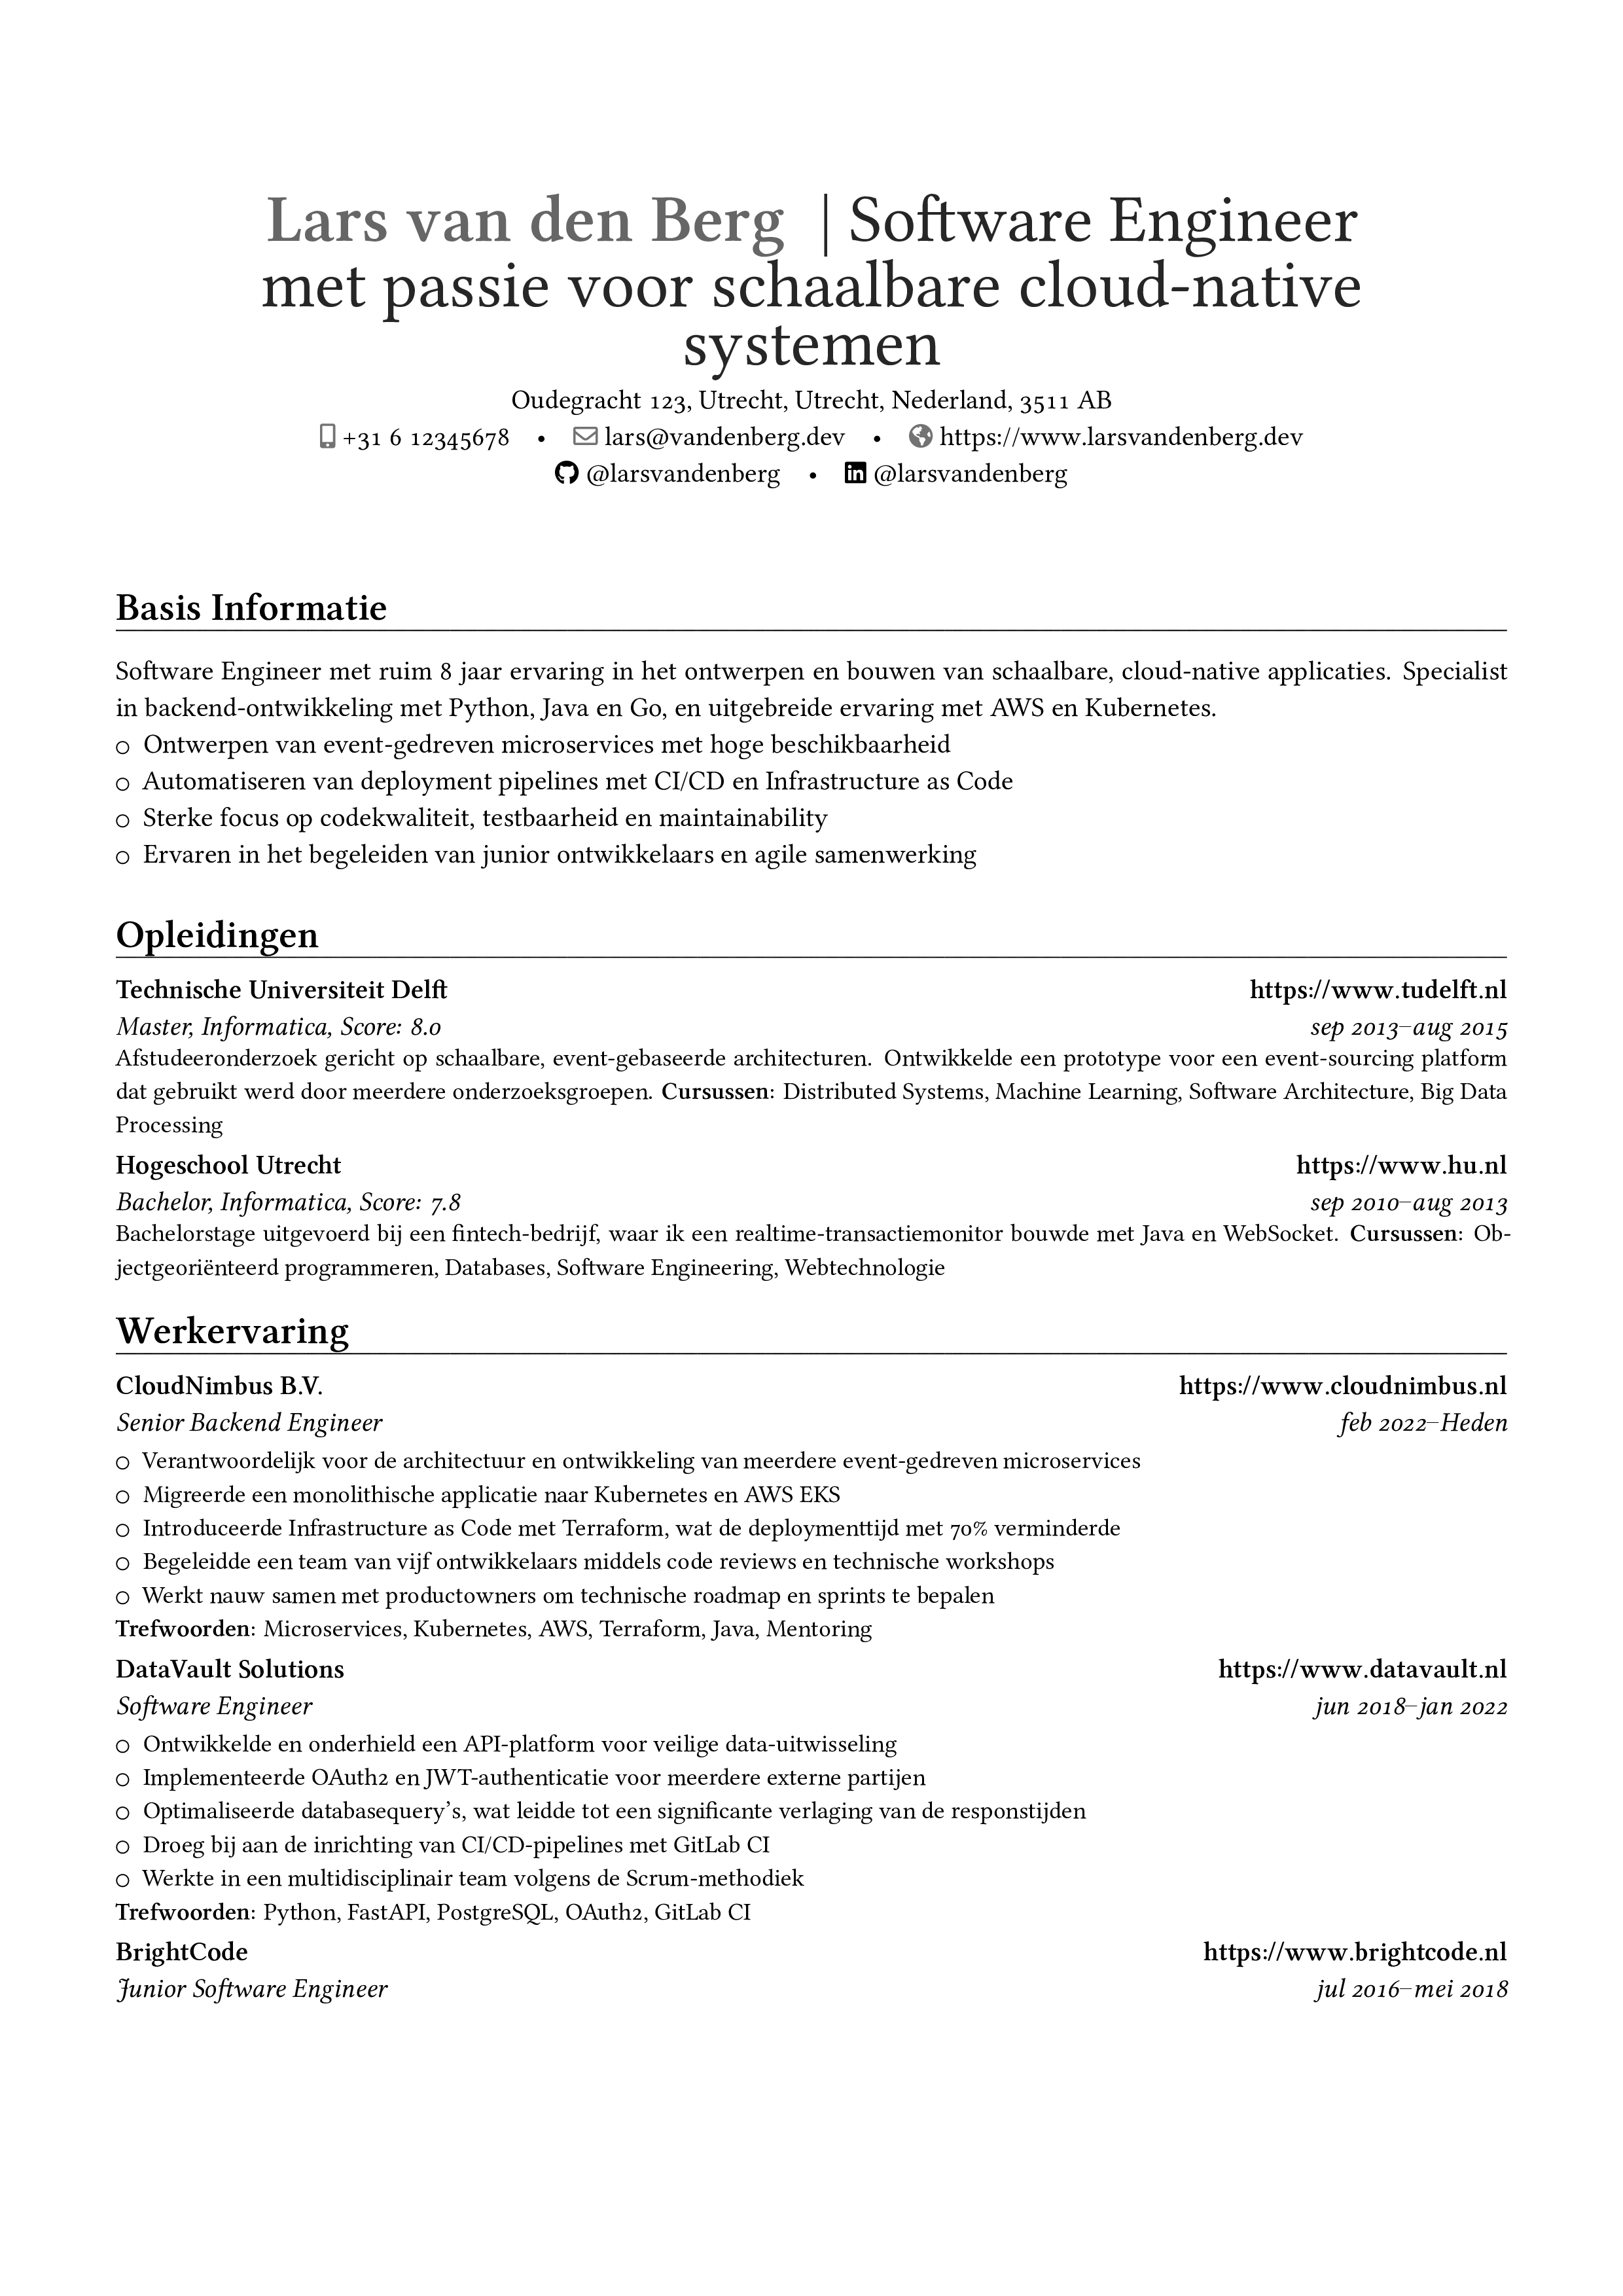 Lars van den Berg | Software Engineer
met passie voor schaalbare cloud-native
systemen
Oudegracht 123, Utrecht, Utrecht, Nederland, 3511 AB
+31 6 12345678 • lars@vandenberg.dev • https://www.larsvandenberg.dev
@larsvandenberg • @larsvandenberg
Basis Informatie
Software Engineer met ruim 8 jaar ervaring in het ontwerpen en bouwen van schaalbare, cloud-native applicaties. Specialist
in backend-ontwikkeling met Python, Java en Go, en uitgebreide ervaring met AWS en Kubernetes.
○ Ontwerpen van event-gedreven microservices met hoge beschikbaarheid
○ Automatiseren van deployment pipelines met CI/CD en Infrastructure as Code
○ Sterke focus op codekwaliteit, testbaarheid en maintainability
○ Ervaren in het begeleiden van junior ontwikkelaars en agile samenwerking
Opleidingen
Technische Universiteit Delft https://www.tudelft.nl
Master, Informatica, Score: 8.0 sep 2013–aug 2015
Afstudeeronderzoek gericht op schaalbare, event-gebaseerde architecturen. Ontwikkelde een prototype voor een event-sourcing platform
dat gebruikt werd door meerdere onderzoeksgroepen. Cursussen: Distributed Systems, Machine Learning, Software Architecture, Big Data
Processing
Hogeschool Utrecht https://www.hu.nl
Bachelor, Informatica, Score: 7.8 sep 2010–aug 2013
Bachelorstage uitgevoerd bij een fintech-bedrijf, waar ik een realtime-transactiemonitor bouwde met Java en WebSocket. Cursussen: Ob-
jectgeoriënteerd programmeren, Databases, Software Engineering, Webtechnologie
Werkervaring
CloudNimbus B.V. https://www.cloudnimbus.nl
Senior Backend Engineer feb 2022–Heden
○ Verantwoordelijk voor de architectuur en ontwikkeling van meerdere event-gedreven microservices
○ Migreerde een monolithische applicatie naar Kubernetes en AWS EKS
○ Introduceerde Infrastructure as Code met Terraform, wat de deploymenttijd met 70% verminderde
○ Begeleidde een team van vijf ontwikkelaars middels code reviews en technische workshops
○ Werkt nauw samen met productowners om technische roadmap en sprints te bepalen
Trefwoorden: Microservices, Kubernetes, AWS, Terraform, Java, Mentoring
DataVault Solutions https://www.datavault.nl
Software Engineer jun 2018–jan 2022
○ Ontwikkelde en onderhield een API-platform voor veilige data-uitwisseling
○ Implementeerde OAuth2 en JWT-authenticatie voor meerdere externe partijen
○ Optimaliseerde databasequery's, wat leidde tot een significante verlaging van de responstijden
○ Droeg bij aan de inrichting van CI/CD-pipelines met GitLab CI
○ Werkte in een multidisciplinair team volgens de Scrum-methodiek
Trefwoorden: Python, FastAPI, PostgreSQL, OAuth2, GitLab CI
BrightCode https://www.brightcode.nl
Junior Software Engineer jul 2016–mei 2018